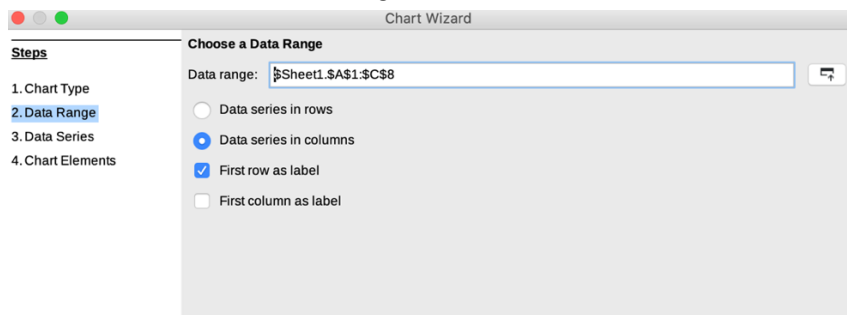 Chart Wizard
Steps
1. Chart Type
2. Data Range
3. Data Series
4. Chart Elements
Choose a Data Range
Data range: $Sheet1.$A$1:$C$8
Data series in rows
Data series in columns
First row as label
First column as label